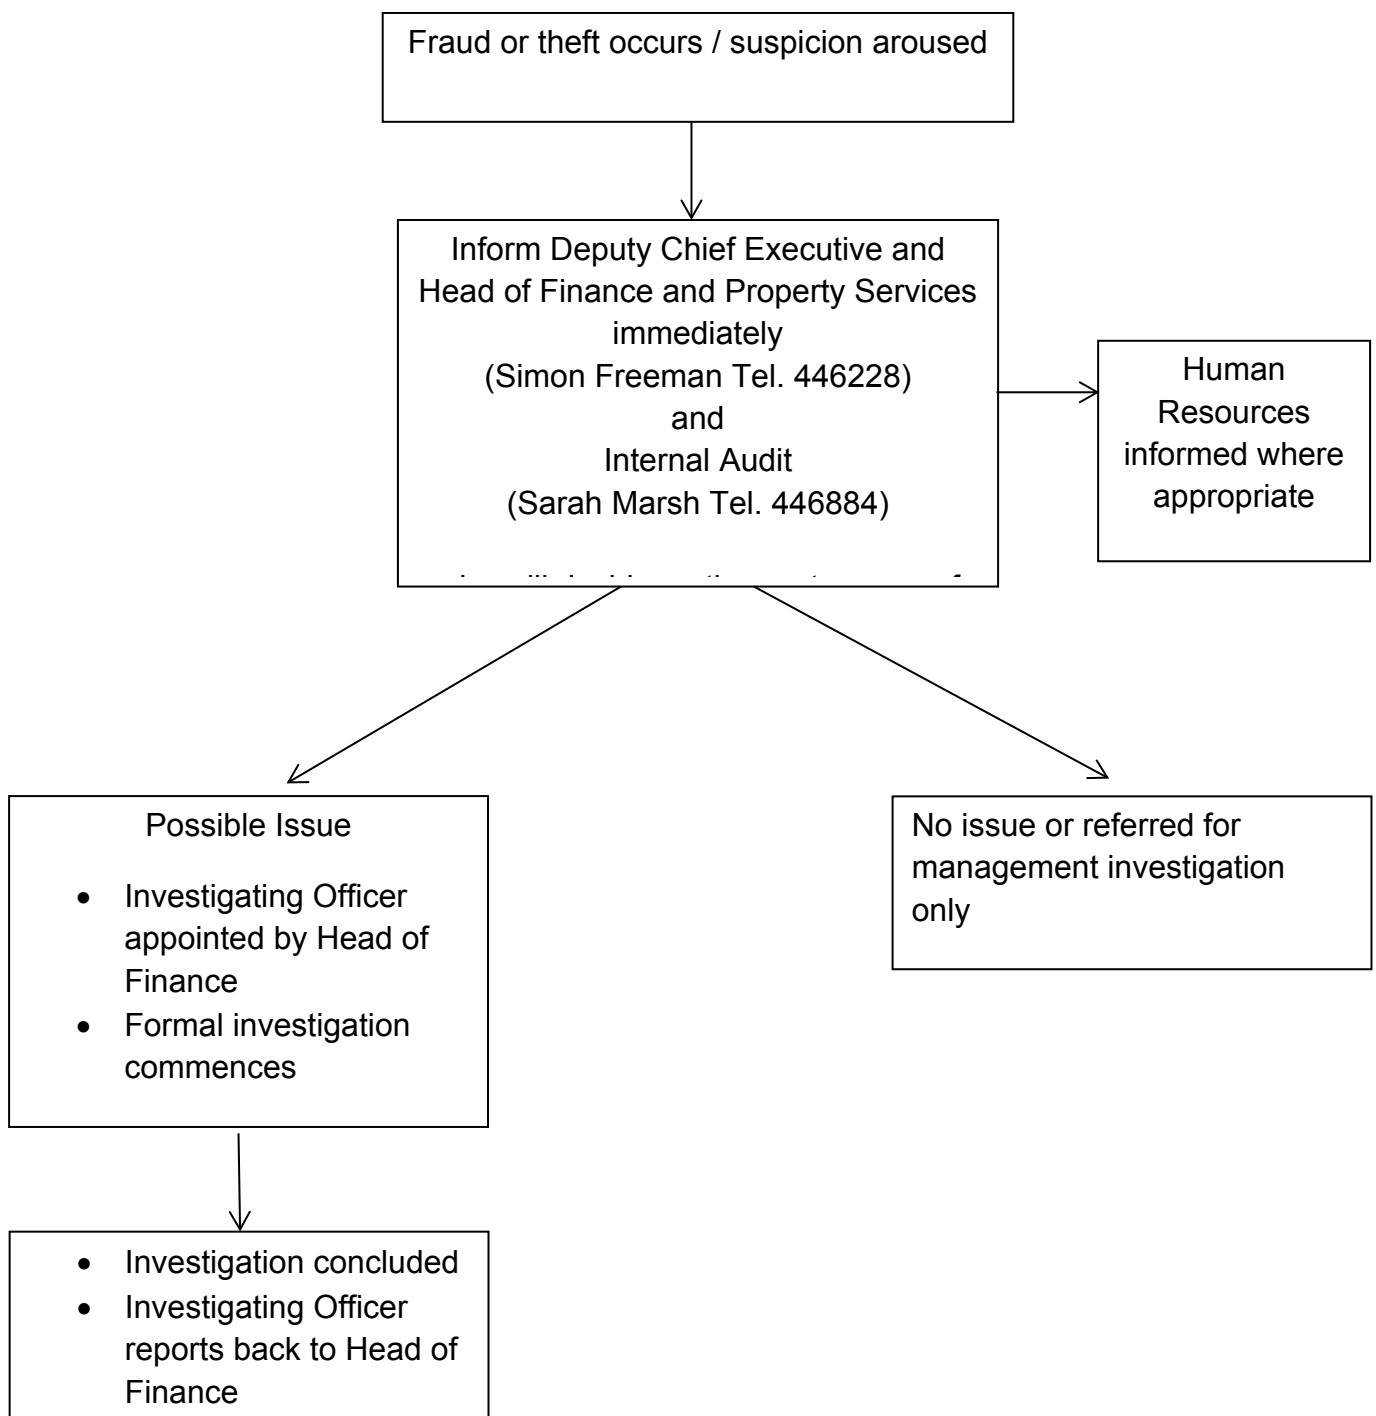 Fraud or theft occurs / suspicion aroused
Inform Deputy Chief Executive and
Head of Finance and Property Services
immediately
(Simon Freeman Tel. 446228)
and
Internal Audit
(Sarah Marsh Tel. 446884)
Human
Resources
informed where
appropriate
Possible Issue
• Investigating Officer
appointed by Head of
Finance
• Formal investigation
commences
No issue or referred for
management investigation
only
• Investigation concluded
• Investigating Officer
reports back to Head of
Finance